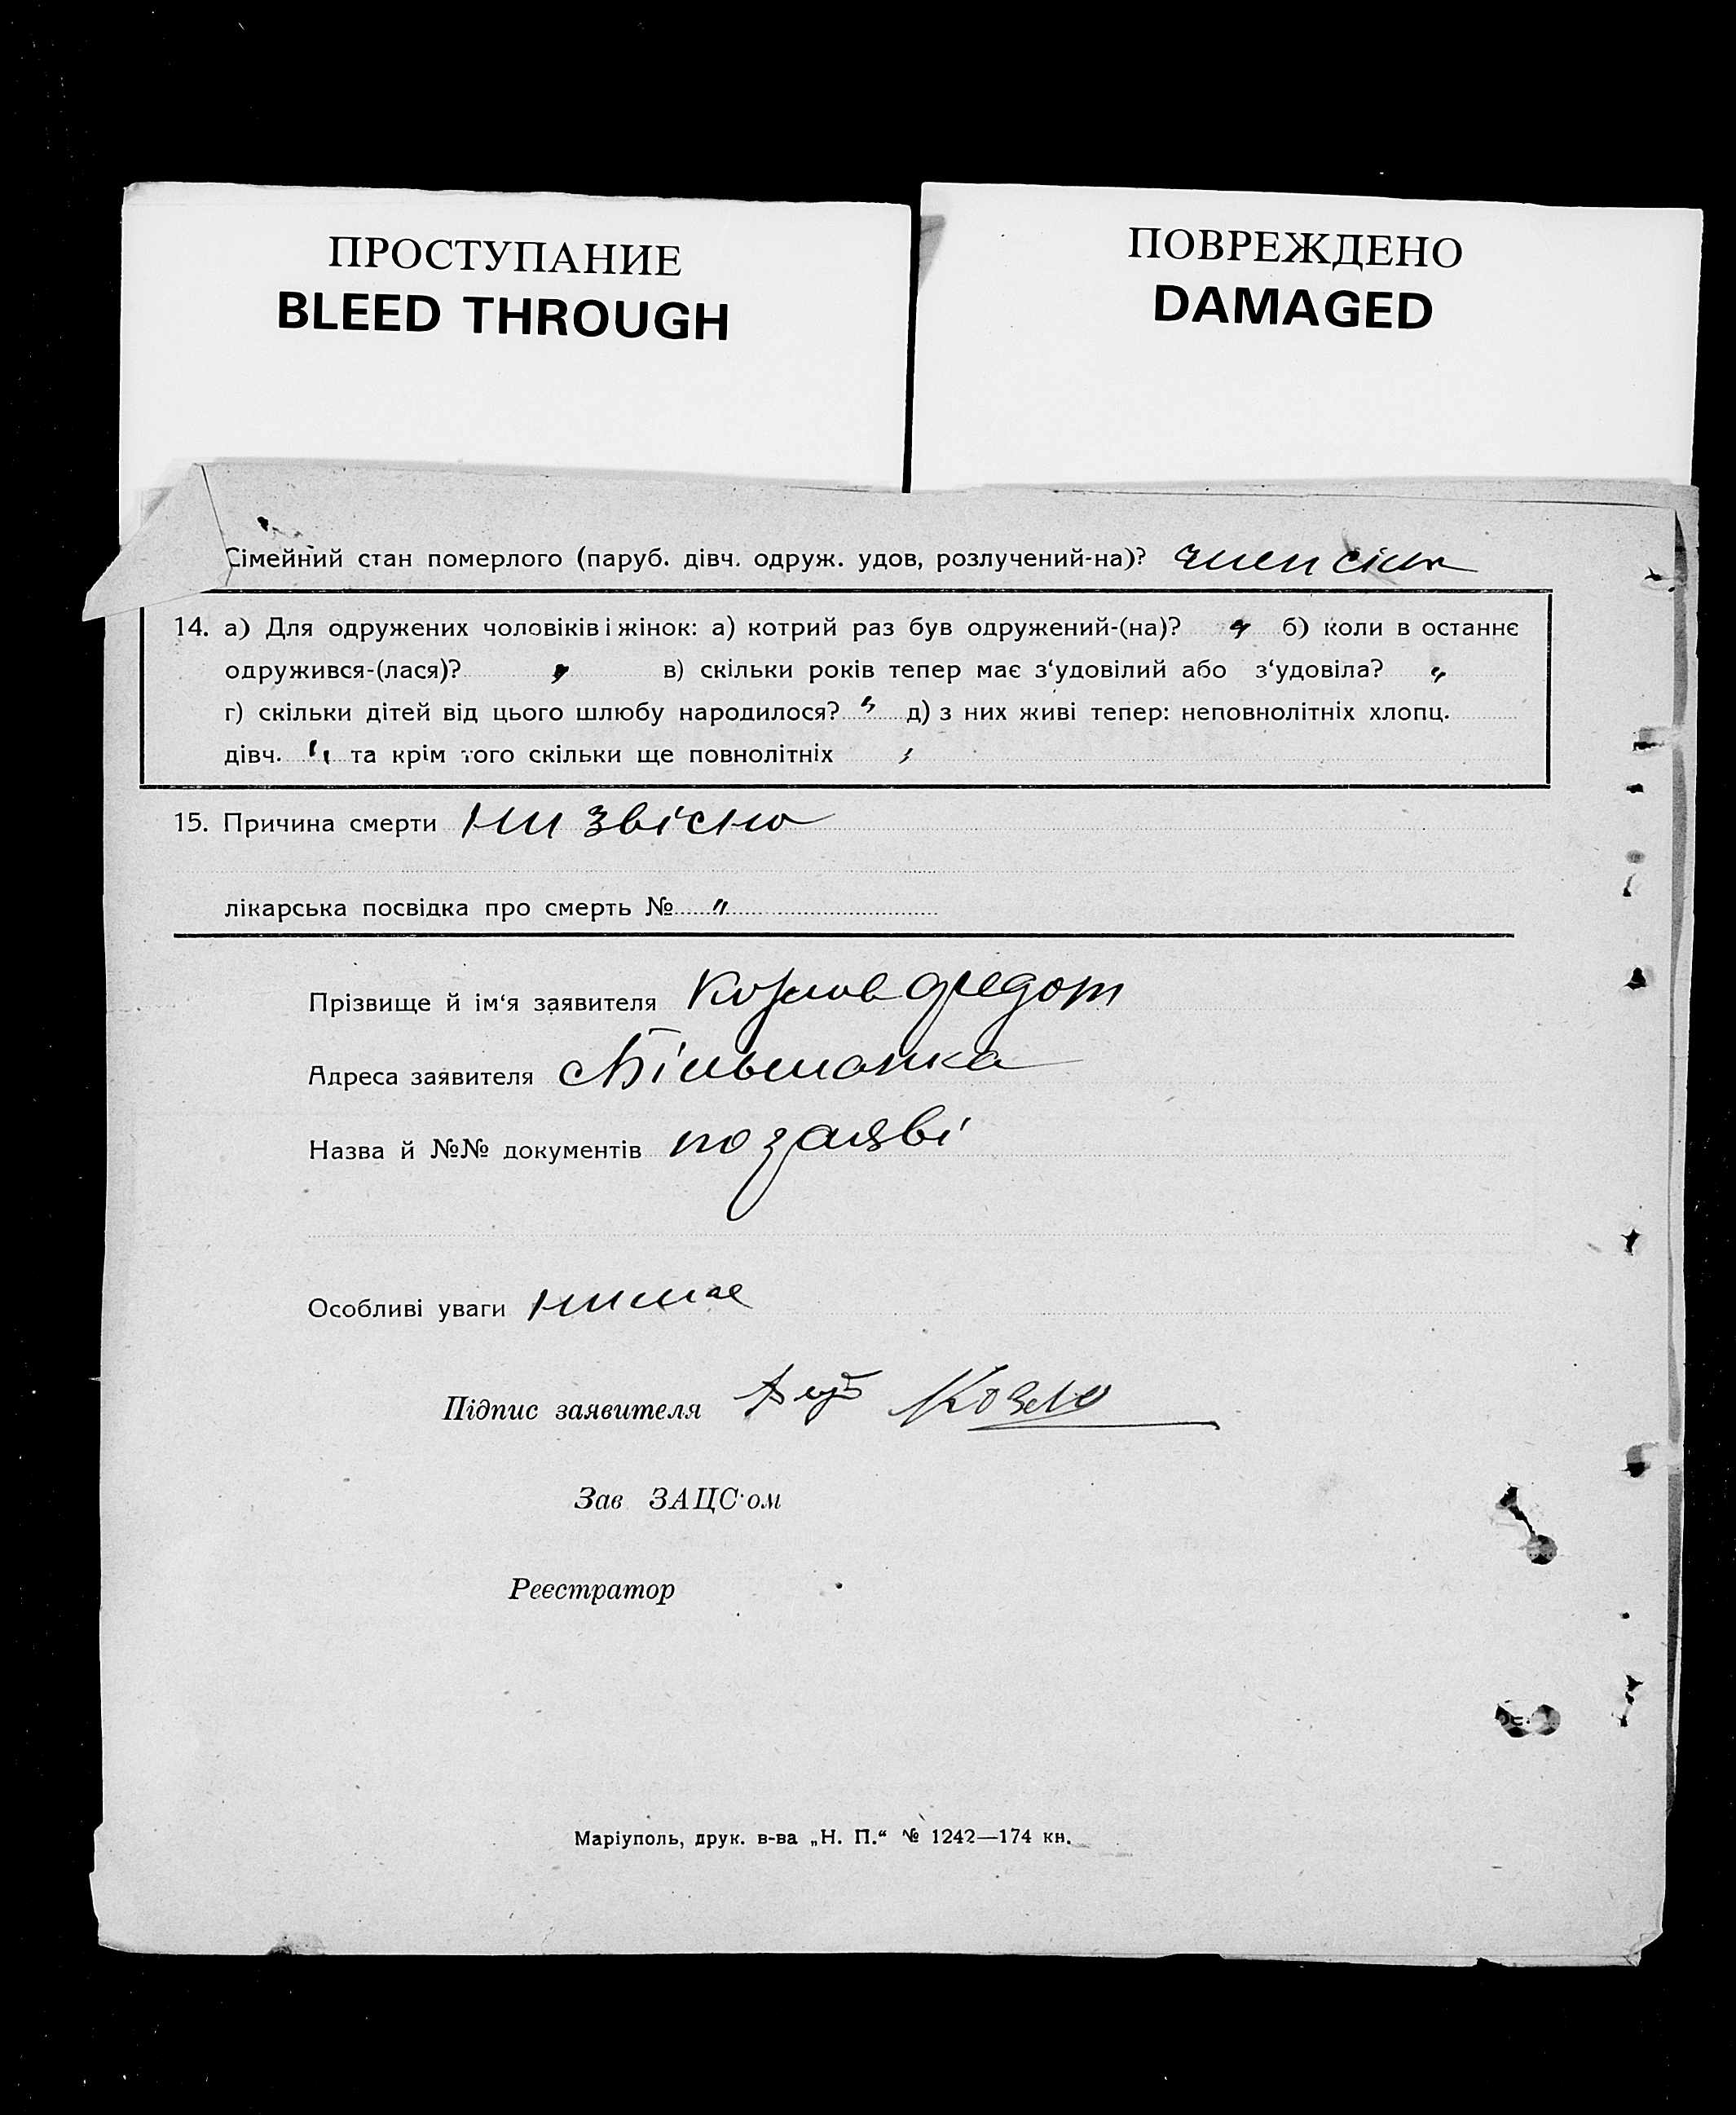 ПРОСТУПАНИЕ
BLEED THROUGH
ПОВРЕЖДЕНО
DAMAGED
Сімейний стан померлого (паруб. дівч. одруж. удов, розлучений-на)?
14. а) Для одружених чоловіків і жінок: а) котрий раз був одружений-(на)? " б) коли в останнє
одружився-(лася)? " в) скільки років тепер має з‘удовілий або з‘удовіла? "
г) скільки дітей від цього шлюбу народилося? " д) з них живі тепер: неповнолітніх хлопц.
дівч. " та крім того скільки ще повнолітніх "
15. Причина смерти ни звісно
лікарська посвідка про смерть № "
Прізвище й ім‘я заявителя Козлов Федот
Адреса заявителя
Назва й №№ документів по заяві
Особливі уваги нимае
Підпис заявителя
Зав ЗАЦС‘ом
Реєстратор
Маріуполь, друк. в-ва „Н. П.“ № 1242—174 кн.